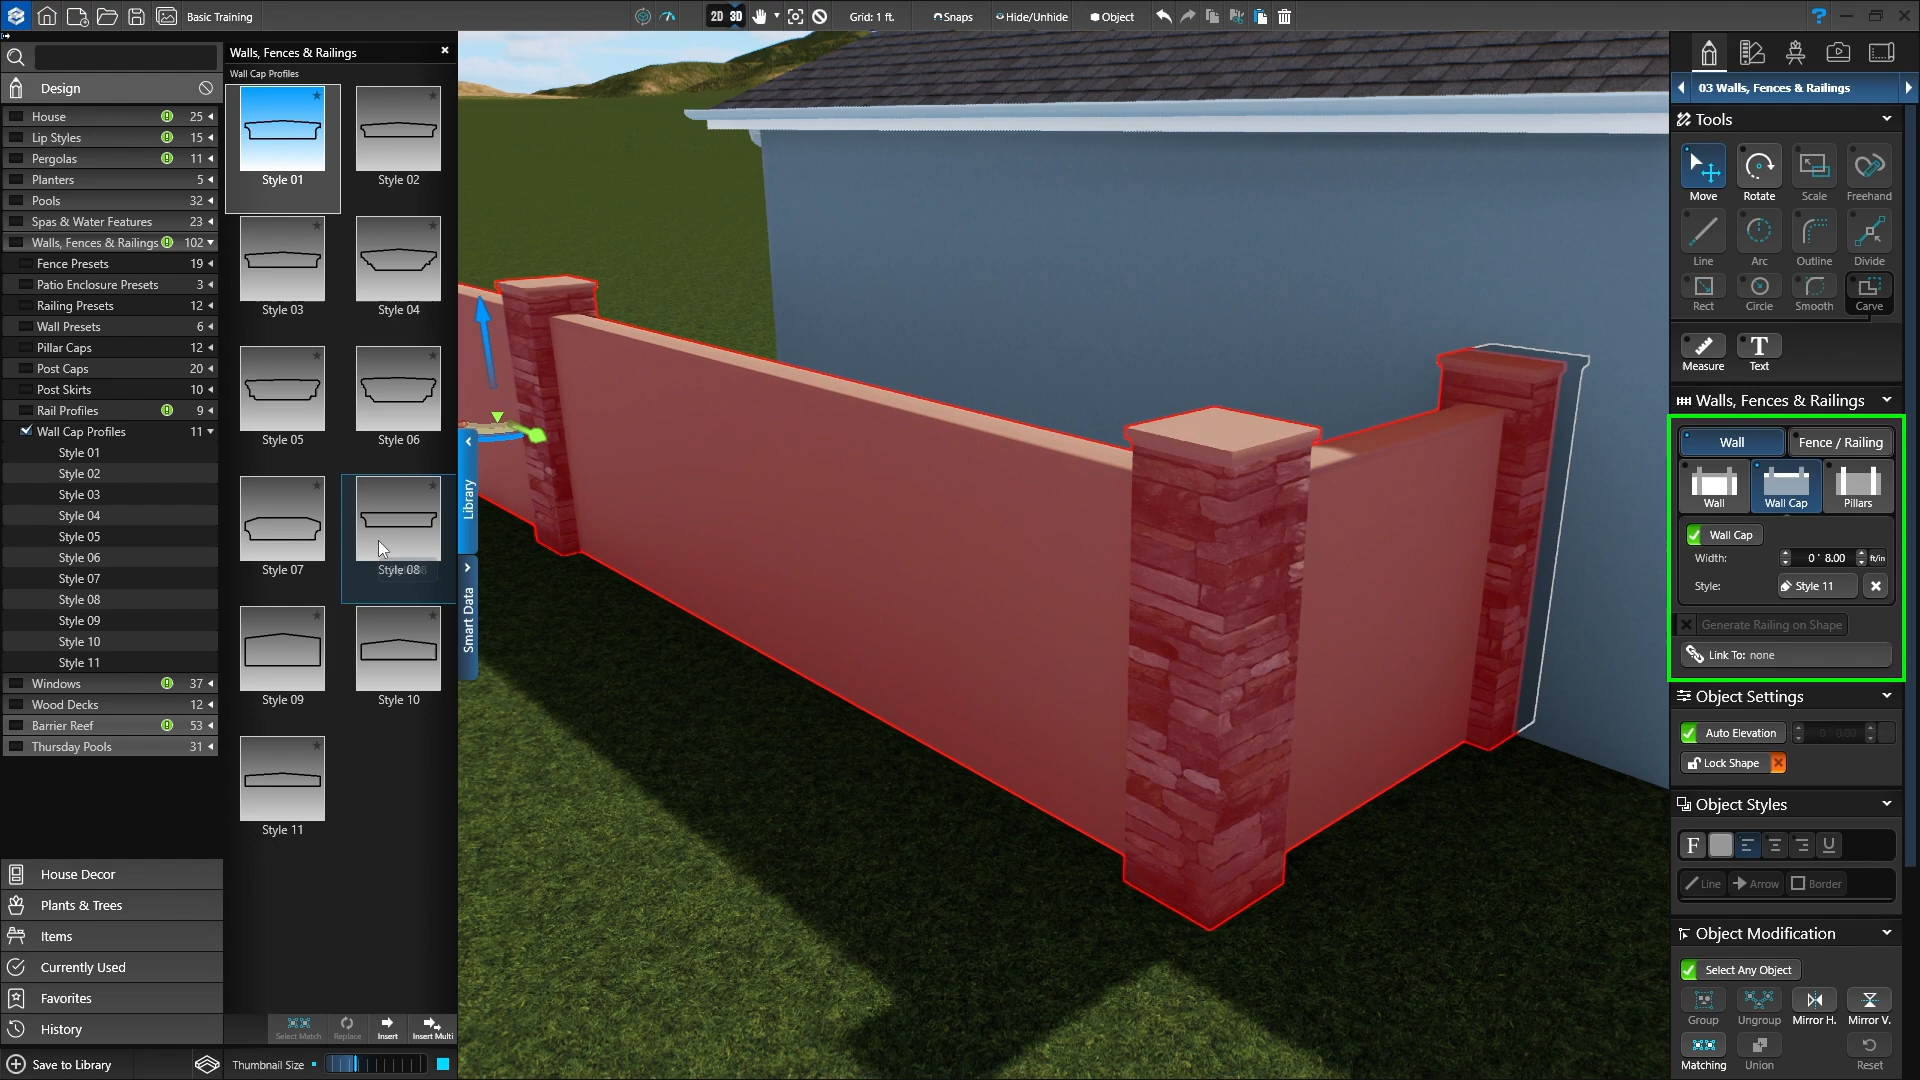 Basic Training
2D 3D
Grid: 1 ft.
Snaps
Hide/Unhide
Object
?
Design
House 25
Lip Styles 15
Pergolas 11
Planters 5
Pools 32
Spas & Water Features 23
Walls, Fences & Railings 102
Fence Presets 19
Patio Enclosure Presets 3
Railing Presets 12
Wall Presets 6
Pillar Caps 12
Post Caps 20
Post Skirts 10
Rail Profiles 9
Wall Cap Profiles 11
Style 01
Style 02
Style 03
Style 04
Style 05
Style 06
Style 07
Style 08
Style 09
Style 10
Style 11
Windows 37
Wood Decks 12
Barrier Reef 53
Thursday Pools 31
House Decor
Plants & Trees
Items
Currently Used
Favorites
History
Save to Library
Walls, Fences & Railings
Wall Cap Profiles
Style 01 Style 02
Style 03 Style 04
Style 05 Style 06
Style 07 Style 08
Style 09 Style 10
Style 11
Select Match Replace Insert Insert Multi
Thumbnail Size
Library
Smart Data
03 Walls, Fences & Railings
Tools
Move Rotate Scale Freehand
Line Arc Outline Divide
Rect Circle Smooth Carve
T
Measure Text
Walls, Fences & Railings
Wall Fence / Railing
Wall Wall Cap Pillars
Wall Cap
Width: 0' 8.00 ft/in
Style: Style 11
Generate Railing on Shape
Link To: none
Object Settings
Auto Elevation 0' 0.00
Lock Shape
Object Styles
F U
Line Arrow Border
Object Modification
Select Any Object
Group Ungroup Mirror H. Mirror V.
Matching Union Reset